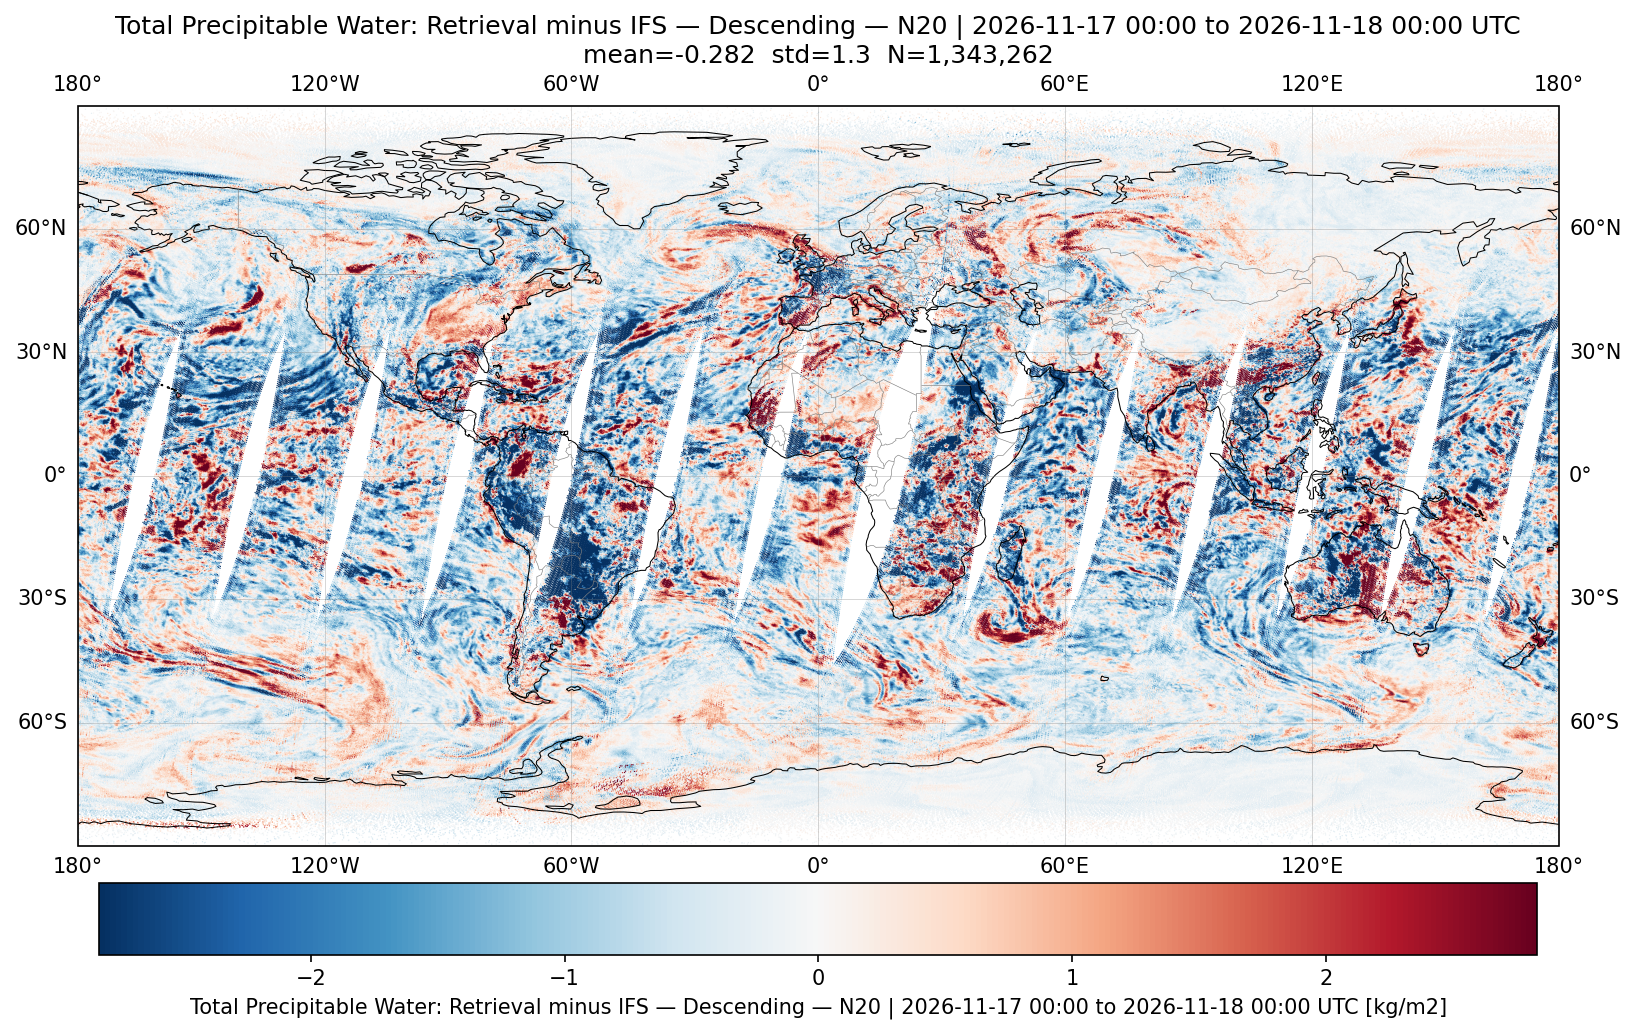 Total Precipitable Water: Retrieval minus IFS — Descending — N20 | 2026-11-17 00:00 to 2026-11-18 00:00 UTC
mean=-0.282 std=1.3 N=1,343,262
180° 120°W 60°W 0° 60°E 120°E 180°
60°N 60°N
30°N 30°N
0° 0°
30°S 30°S
60°S 60°S
180° 120°W 60°W 0° 60°E 120°E 180°
−2 −1 0 1 2
Total Precipitable Water: Retrieval minus IFS — Descending — N20 | 2026-11-17 00:00 to 2026-11-18 00:00 UTC [kg/m2]